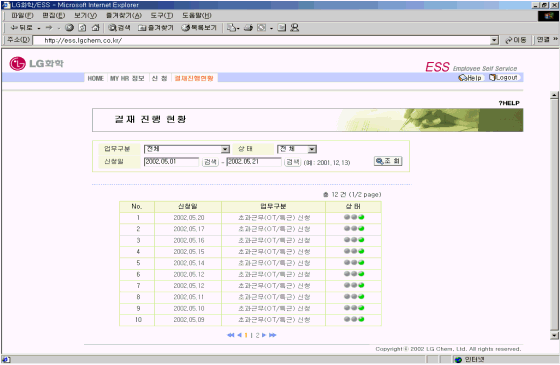 LG화학/ESS - Microsoft Internet Explorer
파일(F) 편집(E) 보기(V) 즐겨찾기(A) 도구(T) 도움말(H)
뒤로 검색 즐겨찾기 목록보기
주소(D) http://ess.lgchem.co.kr/ 이동 연결 »
LG화학
ESS Employee Self Service
HOME MY HR 정보 신 청 결재진행현황
Help Logout
?HELP
결재 진행 현황
업무구분 전체 상 태 전 체
신청일 2002.05.01 검색 - 2002.05.21 검색 (예: 2001.12.13) 조 회
총 12 건 (1/2 page)
No. 신청일 업무구분 상 태
1 2002.05.20 초과근무(OT/특근) 신청
2 2002.05.17 초과근무(OT/특근) 신청
3 2002.05.16 초과근무(OT/특근) 신청
4 2002.05.15 초과근무(OT/특근) 신청
5 2002.05.14 초과근무(OT/특근) 신청
6 2002.05.12 초과근무(OT/특근) 신청
7 2002.05.12 초과근무(OT/특근) 신청
8 2002.05.11 초과근무(OT/특근) 신청
9 2002.05.10 초과근무(OT/특근) 신청
10 2002.05.09 초과근무(OT/특근) 신청
1 | 2
Copyright © 2002 LG Chem, Ltd. All rights reserved.
인터넷